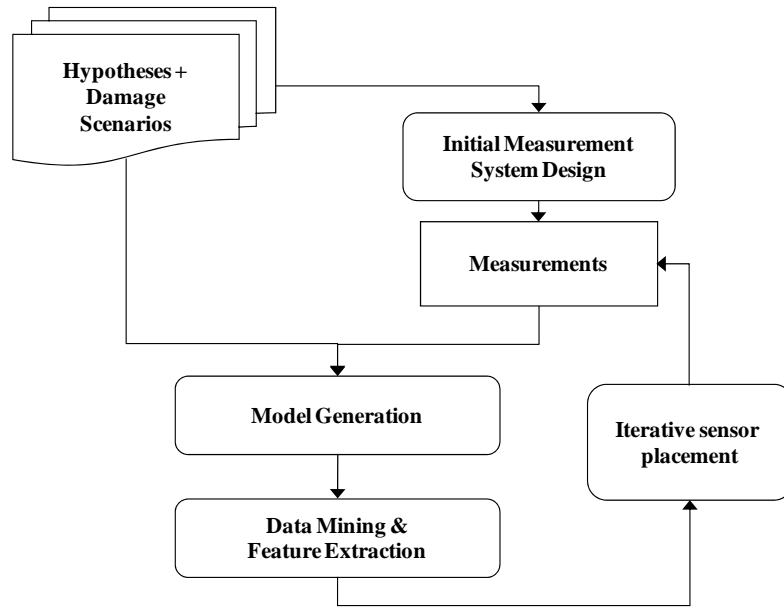 Hypotheses +
Damage
Scenarios
Initial Measurement
System Design
Measurements
Model Generation
Iterative sensor
placement
Data Mining &
Feature Extraction